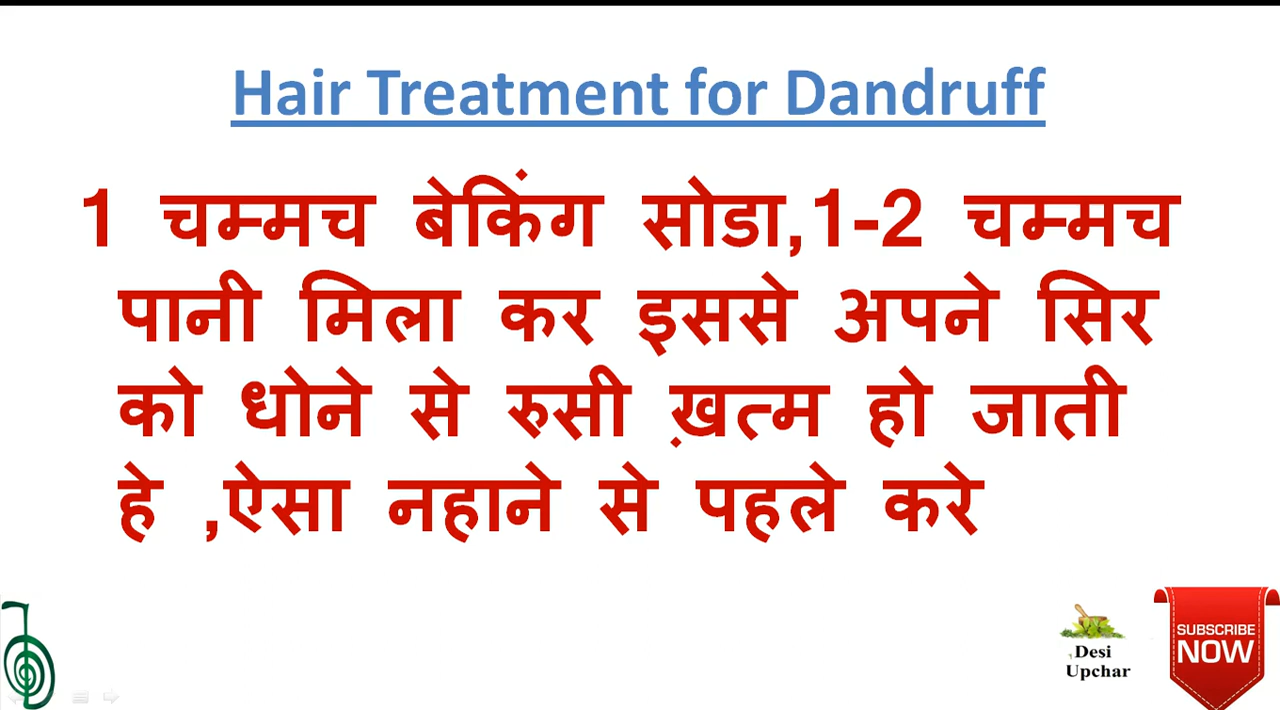 Hair Treatment for Dandruff
1 चम्मच बेकिंग सोडा,1-2 चम्मच
पानी मिला कर इससे अपने सिर
को धोने से रुसी ख़त्म हो जाती
हे ,ऐसा नहाने से पहले करे
Desi
Upchar
SUBSCRIBE
NOW